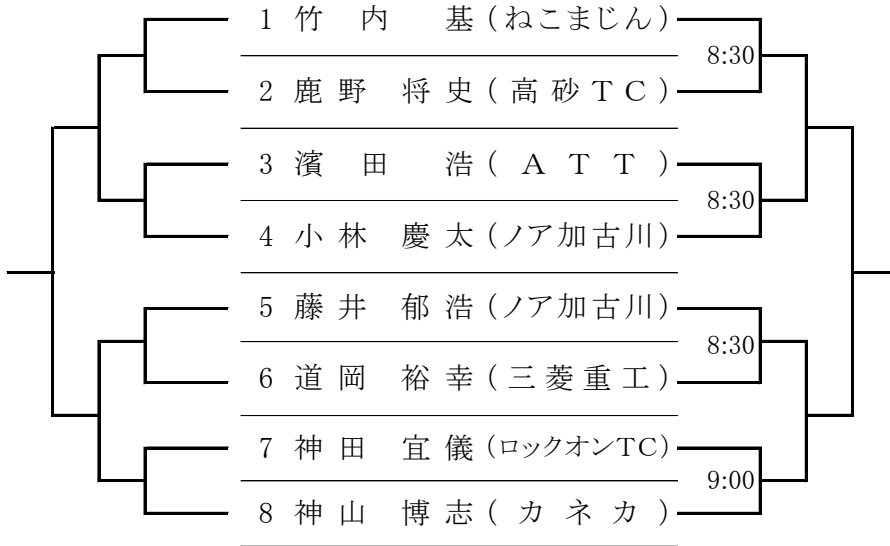 1 竹内 基 (ねこまじん)
8:30
2 鹿野 将史 (高砂TC)
3 濱田 浩 (ATT)
8:30
4 小林 慶太 (ノア加古川)
5 藤井 郁浩 (ノア加古川)
8:30
6 道岡 裕幸 (三菱重工)
7 神田 宜儀 (ロックオンTC)
9:00
8 神山 博志 (カネカ)